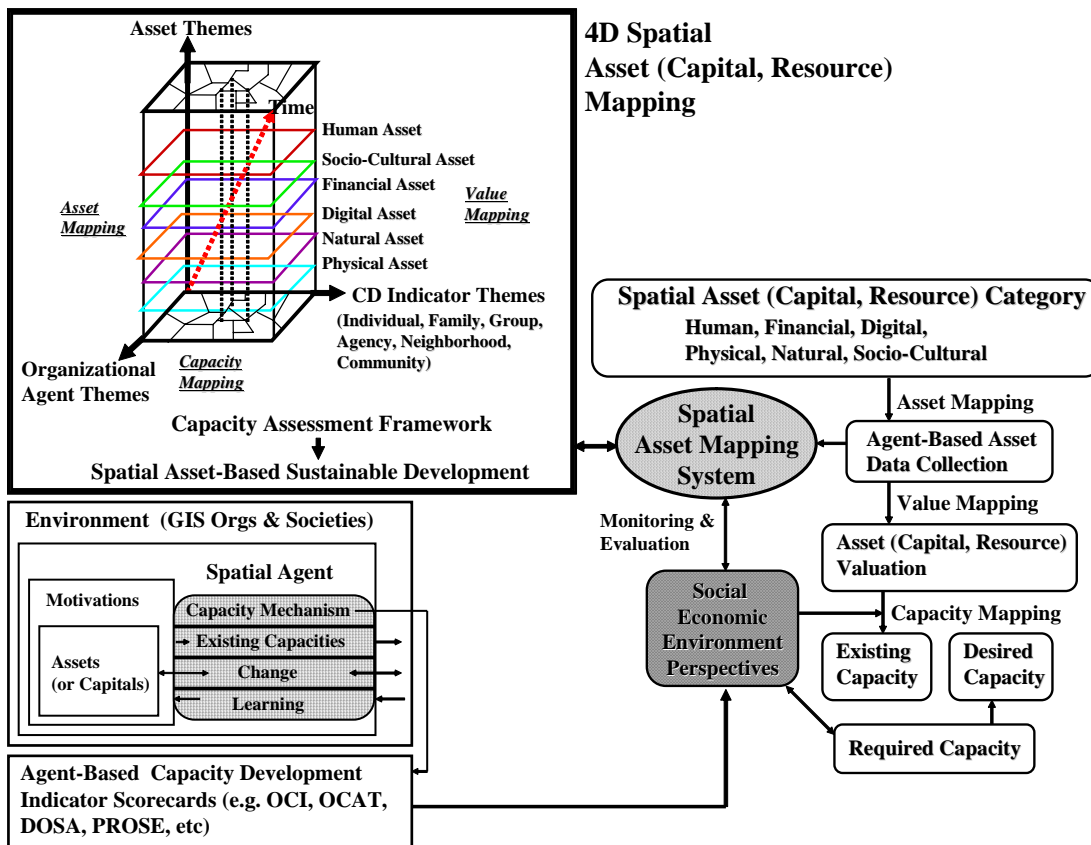 4D Spatial
Asset (Capital, Resource)
Mapping
Asset Themes
Time
Human Asset
Socio-Cultural Asset
Financial Asset
Digital Asset
Natural Asset
Physical Asset
Asset
Mapping
Value
Mapping
CD Indicator Themes
(Individual, Family, Group,
Agency, Neighborhood,
Community)
Organizational
Agent Themes
Capacity
Mapping
Capacity Assessment Framework
Spatial Asset-Based Sustainable Development
Spatial Asset (Capital, Resource) Category
Human, Financial, Digital,
Physical, Natural, Socio-Cultural
Asset Mapping
Spatial
Asset Mapping
System
Agent-Based Asset
Data Collection
Value Mapping
Monitoring &
Evaluation
Asset (Capital, Resource)
Valuation
Capacity Mapping
Social
Economic
Environment
Perspectives
Existing
Capacity
Desired
Capacity
Required Capacity
Environment (GIS Orgs & Societies)
Spatial Agent
Motivations
Assets
(or Capitals)
Capacity Mechanism
Existing Capacities
Change
Learning
Agent-Based Capacity Development
Indicator Scorecards (e.g. OCI, OCAT,
DOSA, PROSE, etc)